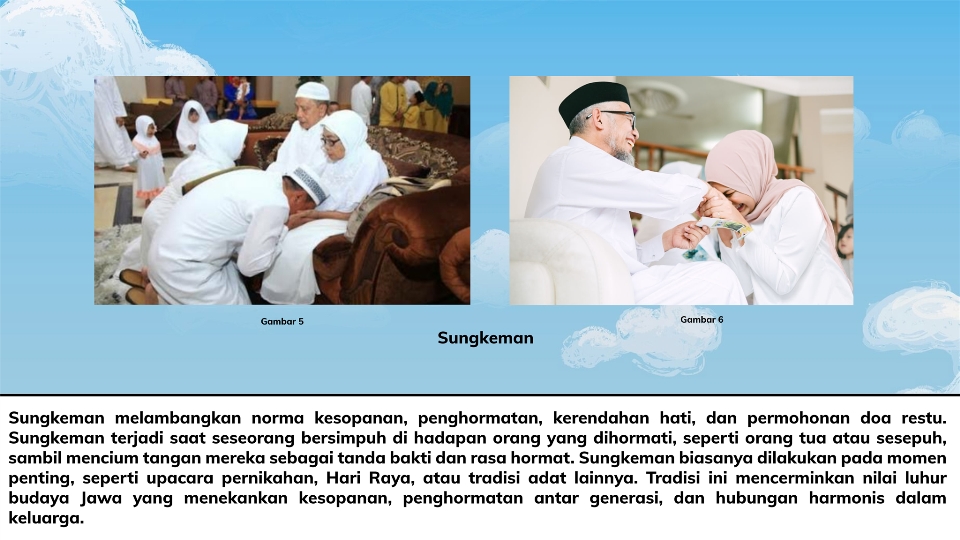 Gambar 5
Gambar 6
Sungkeman
Sungkeman melambangkan norma kesopanan, penghormatan, kerendahan hati, dan permohonan doa restu.
Sungkeman terjadi saat seseorang bersimpuh di hadapan orang yang dihormati, seperti orang tua atau sesepuh,
sambil mencium tangan mereka sebagai tanda bakti dan rasa hormat. Sungkeman biasanya dilakukan pada momen
penting, seperti upacara pernikahan, Hari Raya, atau tradisi adat lainnya. Tradisi ini mencerminkan nilai luhur
budaya Jawa yang menekankan kesopanan, penghormatan antar generasi, dan hubungan harmonis dalam
keluarga.